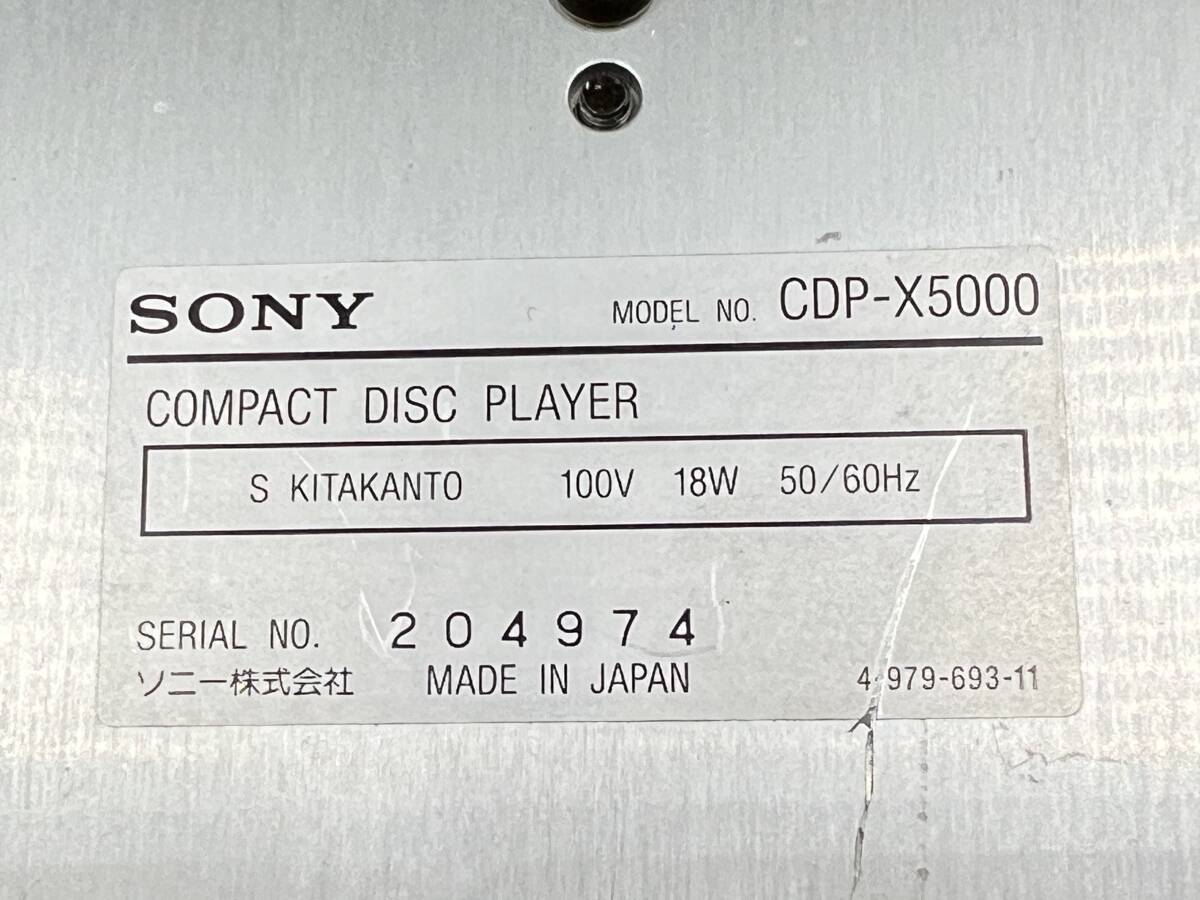 SONY MODEL NO. CDP-X5000
COMPACT DISC PLAYER
S KITAKANTO 100V 18W 50/60Hz
SERIAL NO. 204974
ソニー株式会社 MADE IN JAPAN 4-979-693-11